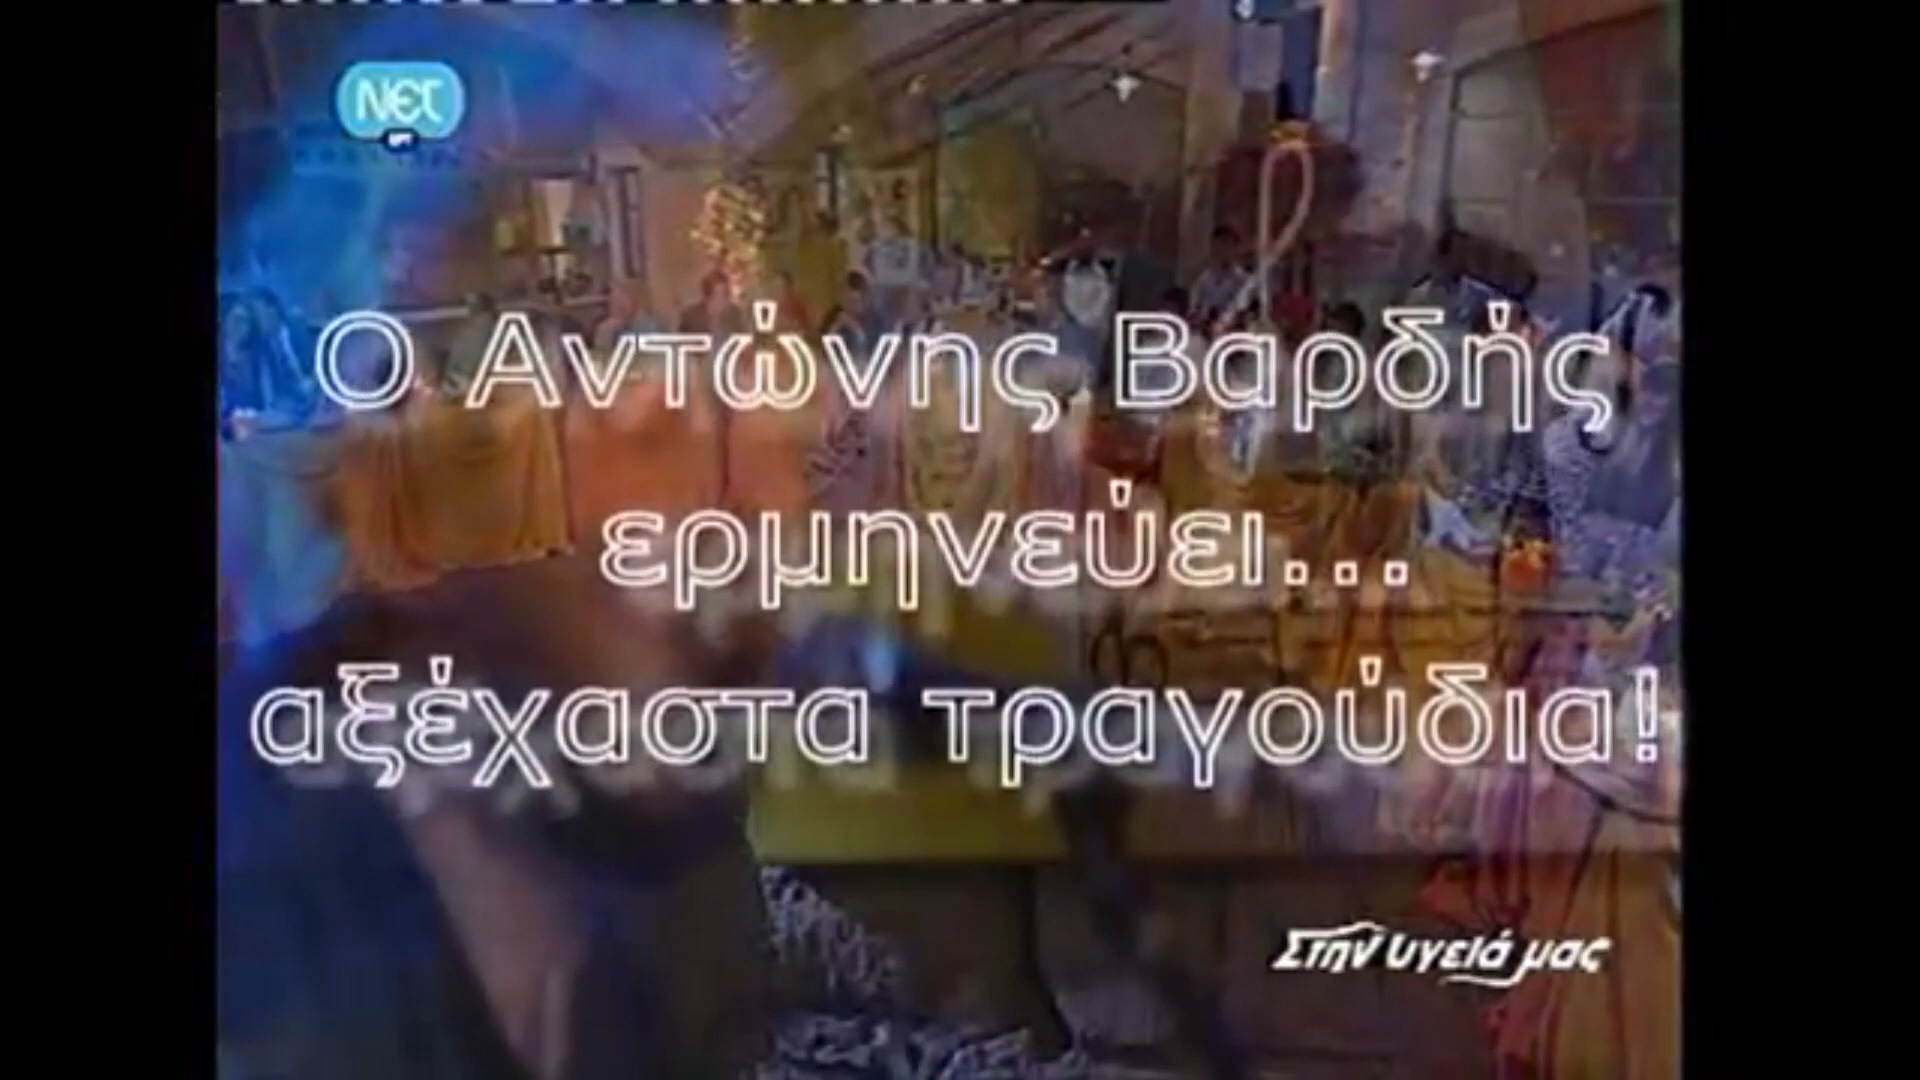 ΝΕΤ
Ο Αντώνης Βαρδής
ερμηνεύει...
αξέχαστα τραγούδια!
Στην υγειά μας